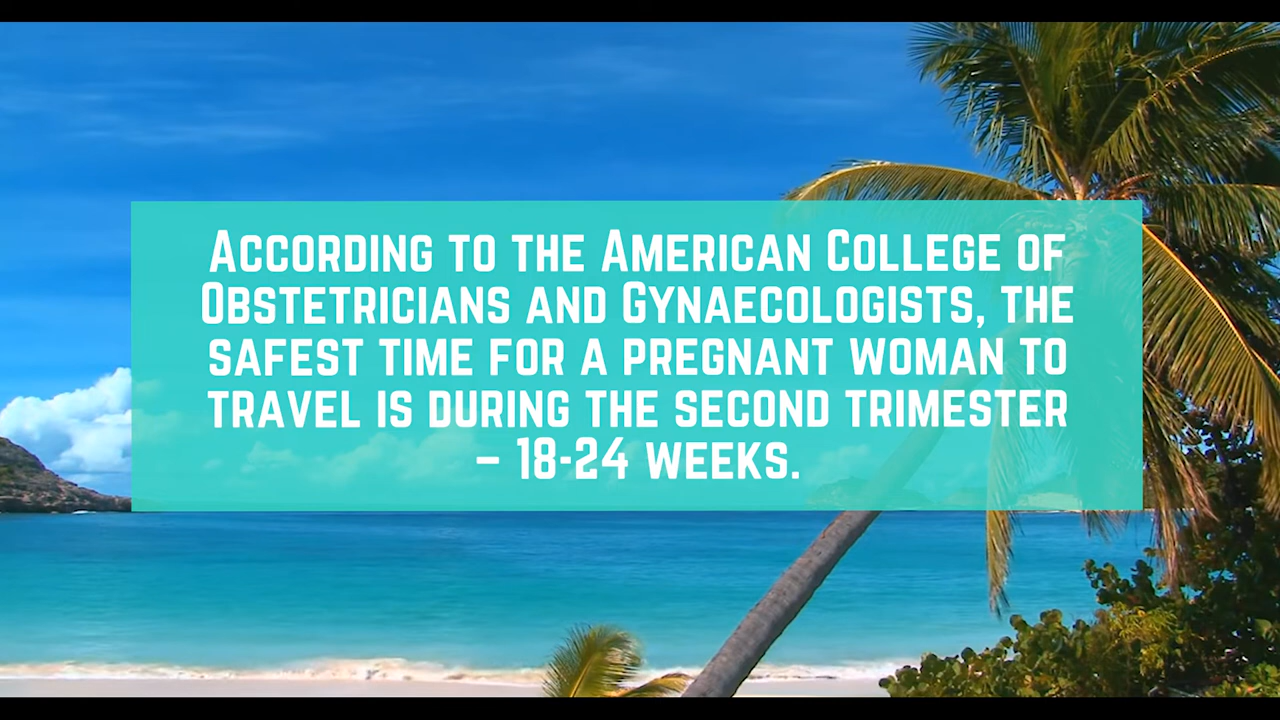 According to the American College of
Obstetricians and Gynaecologists, the
safest time for a pregnant woman to
travel is during the second trimester
– 18-24 weeks.